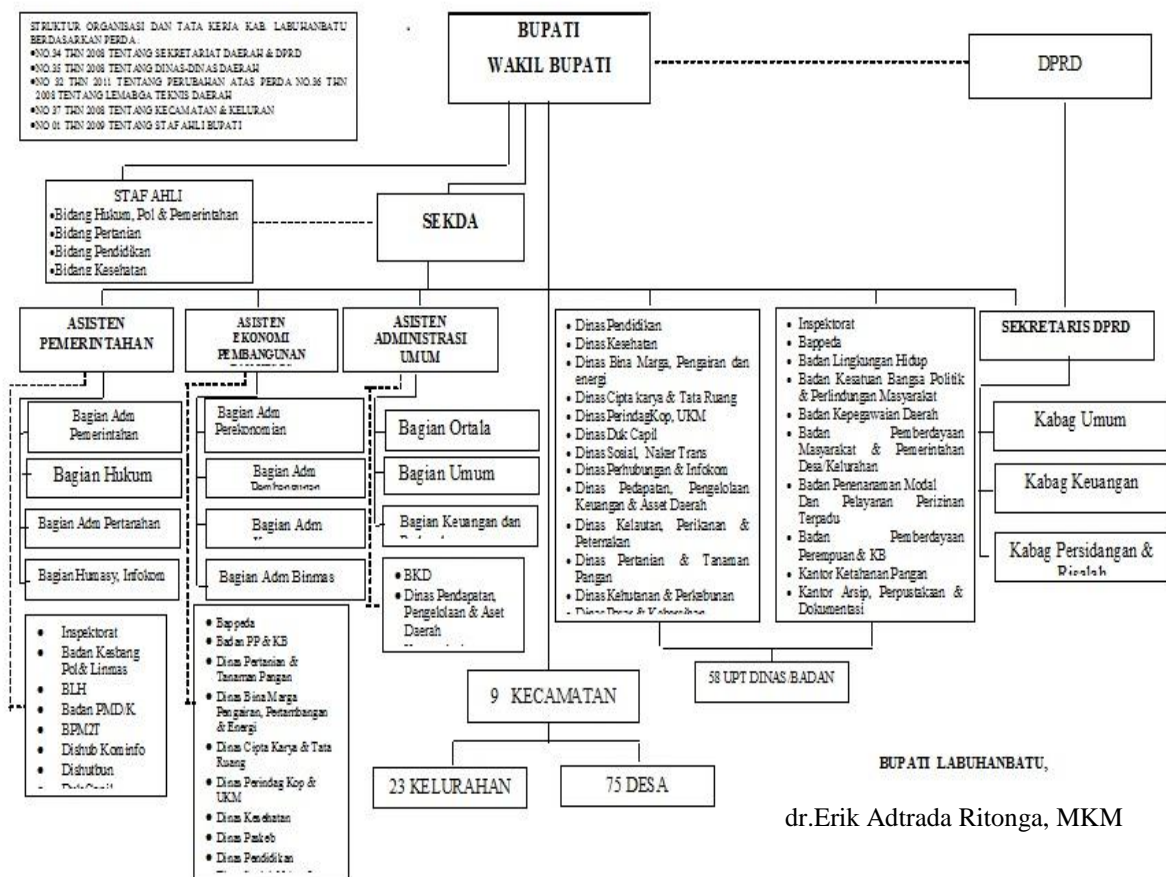 STRUKTUR ORGANISASI DAN TATA KERJA KAB. LABUHANBATU
BERDASARKAN PERDA:
•NO.34 THN 2008 TENTANG SEKRETARIAT DAERAH & DPRD
•NO.35 THN 2008 TENTANG DINAS-DINAS DAERAH
•NO 32 THN 2011 TENTANG PERUBAHAN ATAS PERDA NO.36 THN
2008 TENTANG LEMABGA TEKNIS DAERAH
•NO 37 THN 2008 TENTANG KECAMATAN & KELURAN
•NO 01 THN 2009 TENTANG STAF AHLI BUPATI
BUPATI
WAKIL BUPATI
DPRD
STAF AHLI
•Bidang Hukum, Pol & Pemerintahan
•Bidang Pertanian
•Bidang Pendidikan
•Bidang Kesehatan
SEKDA
ASISTEN
PEMERINTAHAN
ASISTEN
EKONOMI
PEMBANGUNAN
ASISTEN
ADMINISTRASI
UMUM
SEKRETARIS DPRD
Bagian Adm
Pemerintahan
Bagian Hukum
Bagian Adm Pertanahan
Bagian Humasy, Infokom
• Inspektorat
• Badan Kesbang
Pol & Linmas
• BLH
• Badan PMD/K
• BPM2T
• Dishub Kominfo
• Dishutbun
Bagian Adm
Perekonomian
Bagian Adm
Bagian Adm
Bagian Adm Binmas
• Bappeda
• Badan PP & KB
• Dinas Pertanian &
Tanaman Pangan
• Dinas Bina Marga
Pengairan, Pertambangan
& Energi
• Dinas Cipta Karya & Tata
Ruang
• Dinas Perindag Kop &
UKM
• Dinas Kesehatan
• Dinas Paskeb
• Dinas Pendidikan
Bagian Ortala
Bagian Umum
Bagian Keuangan dan
• BKD
• Dinas Pendapatan,
Pengelolaan & Aset
Daerah
• Dinas Pendidikan
• Dinas Kesehatan
• Dinas Bina Marga, Pengairan dan
energi
• Dinas Cipta karya & Tata Ruang
• Dinas PerindagKop, UKM
• Dinas Duk Capil
• Dinas Sosial, Naker Trans
• Dinas Perhubungan & Infokom
• Dinas Pedapatan, Pengelolaan
Keuangan & Asset Daerah
• Dinas Kelautan, Perikanan &
Peternakan
• Dinas Pertanian & Tanaman
Pangan
• Dinas Kehutanan & Perkebunan
• Inspektorat
• Bappeda
• Badan Lingkungan Hidup
• Badan Kesatuan Bangsa Politik
& Perlindungan Masyarakat
• Badan Kepegawaian Daerah
• Badan Pemberdayaan
Masyarakat & Pemerintahan
Desa/Kelurahan
• Badan Penenanaman Modal
Dan Pelayanan Perizinan
Terpadu
• Badan Pemberdayaan
Perempuan & KB
• Kantor Ketahanan Pangan
• Kantor Arsip, Perpustakaan &
Dokumentasi
Kabag Umum
Kabag Keuangan
Kabag Persidangan &
Risalah
58 UPT DINAS/BADAN
9 KECAMATAN
23 KELURAHAN
75 DESA
BUPATI LABUHANBATU,
dr.Erik Adtrada Ritonga, MKM